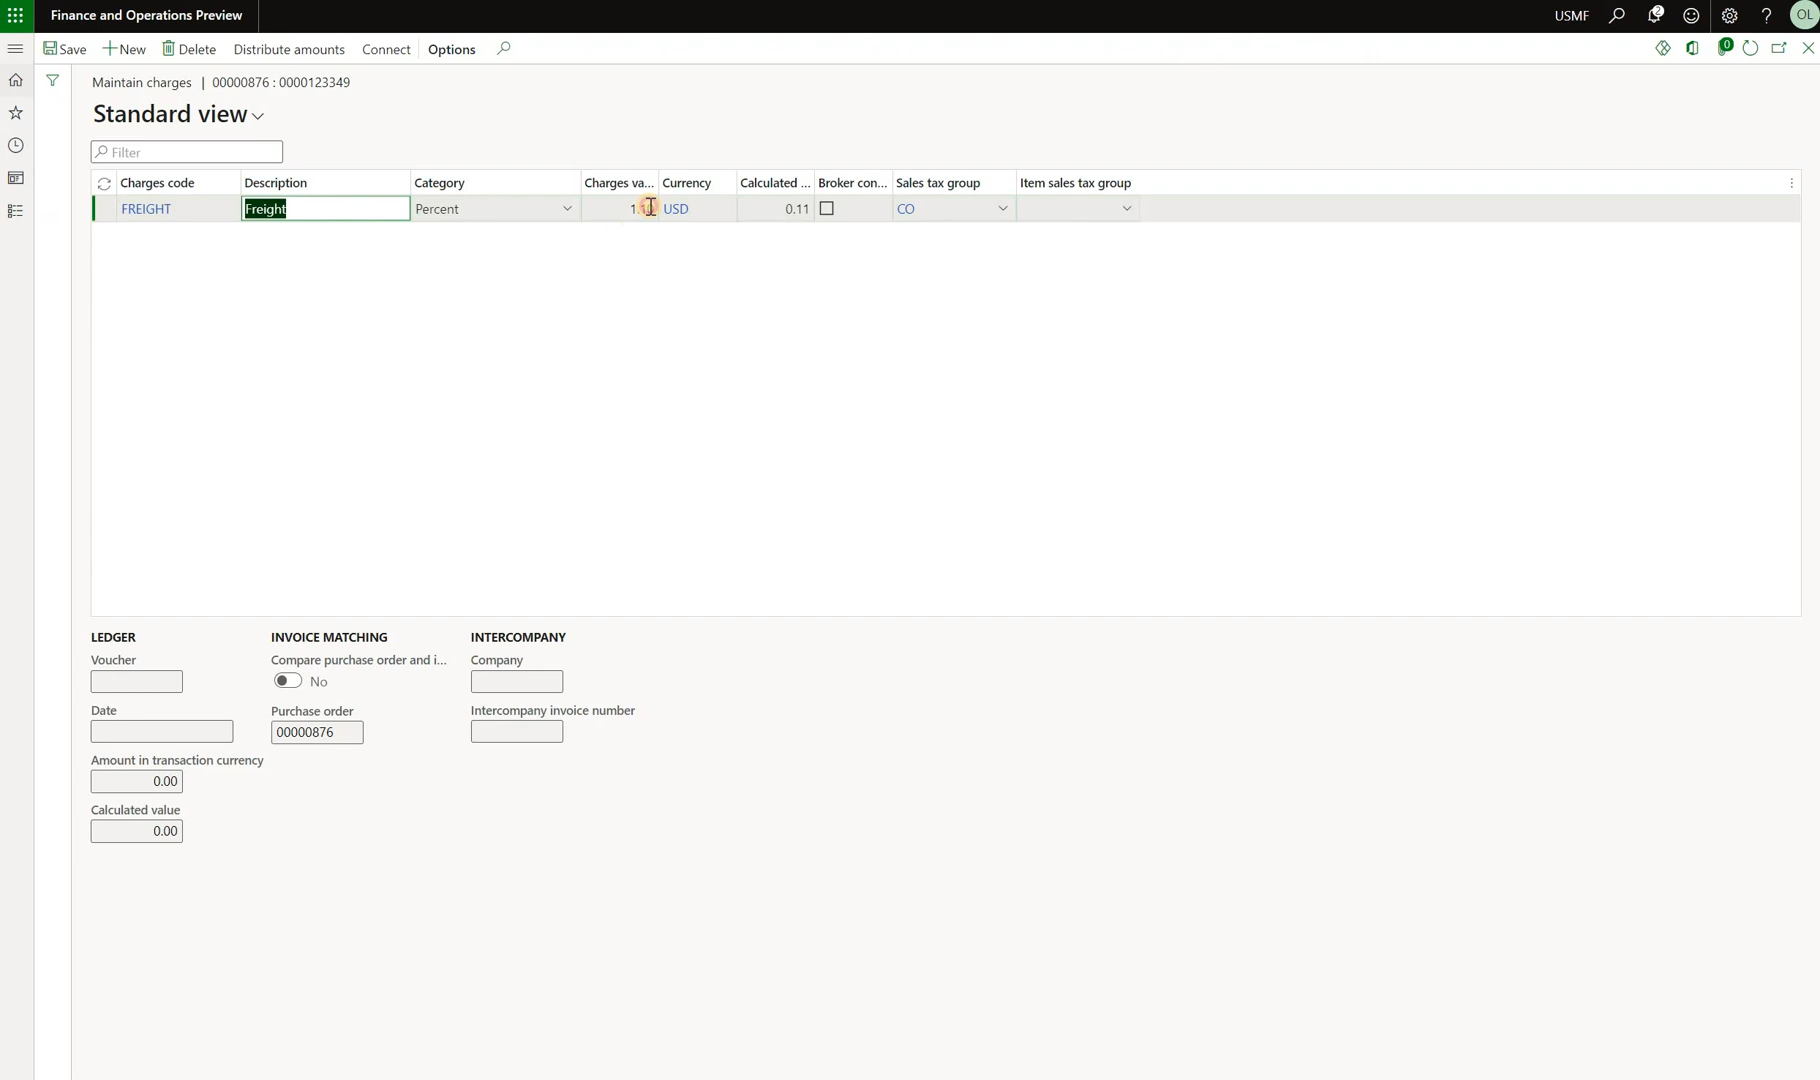 Finance and Operations Preview
USMF
2
OL
Save
New
Delete
Distribute amounts
Connect
Options
0
Maintain charges | 00000876 : 0000123349
Standard view
Filter
Charges code
Description
Category
Charges va...
Currency
Calculated ...
Broker con...
Sales tax group
Item sales tax group
FREIGHT
Freight
Percent
USD
0.11
CO
LEDGER
INVOICE MATCHING
INTERCOMPANY
Voucher
Compare purchase order and i...
Company
No
Date
Purchase order
Intercompany invoice number
00000876
Amount in transaction currency
0.00
Calculated value
0.00